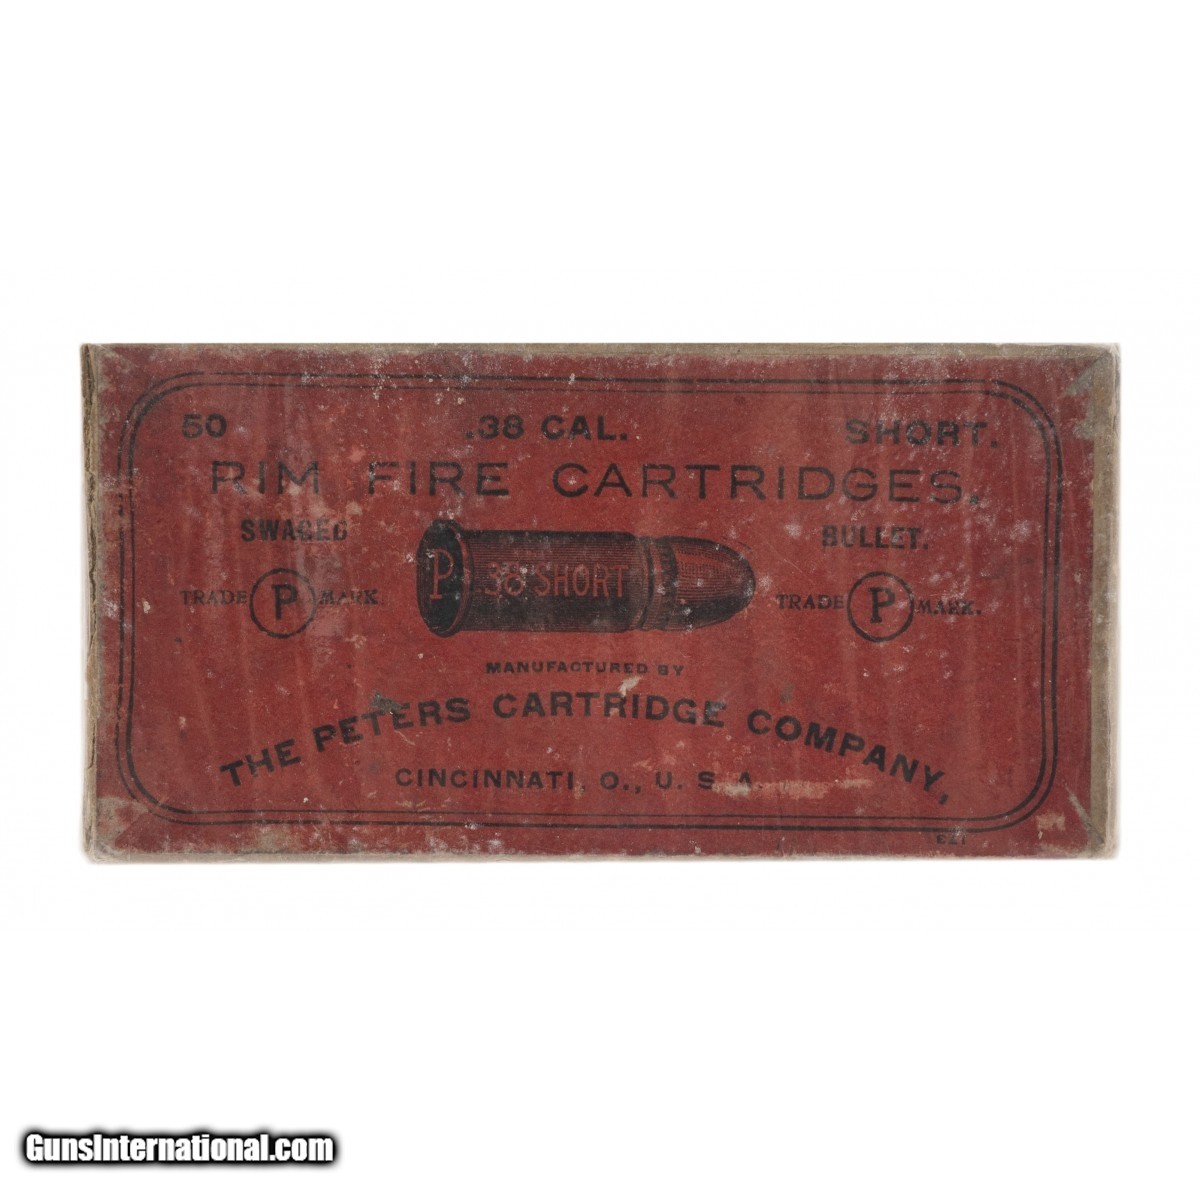 50 .38 CAL. SHORT.
RIM FIRE CARTRIDGES.
SWAGED BULLET.
P .38 SHORT
TRADE P MARK. TRADE P MARK.
MANUFACTURED BY
THE PETERS CARTRIDGE COMPANY,
CINCINNATI, O., U. S. A.
GunsInternational.com